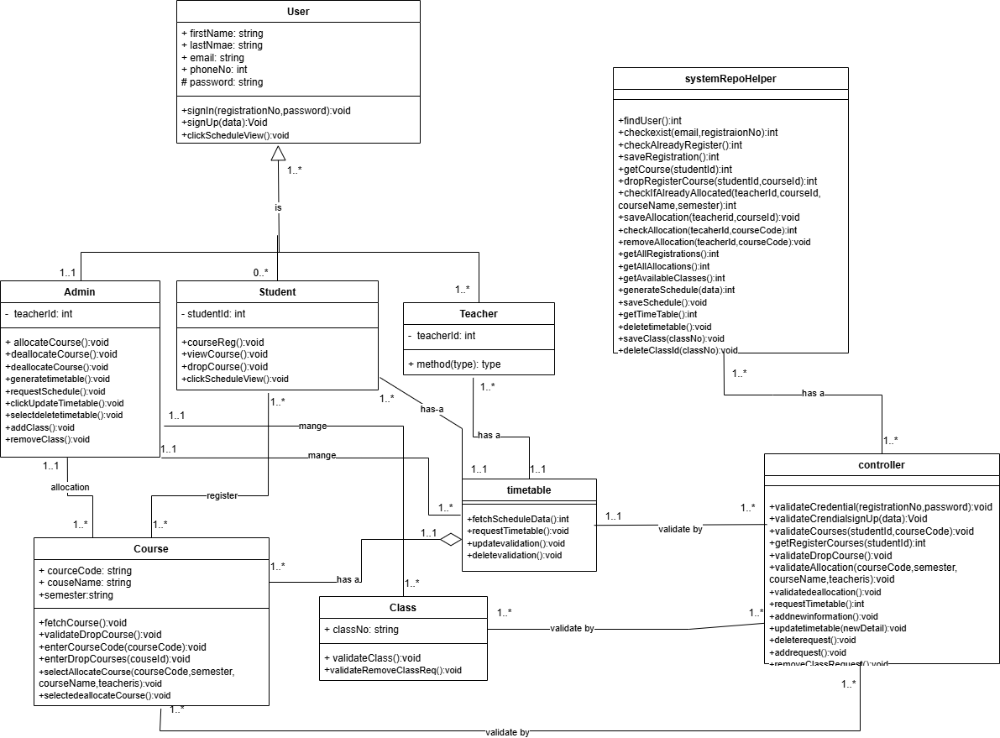 User
+ firstName: string
+ lastNmae: string
+ email: string
+ phoneNo: int
# password: string
+signIn(registrationNo,password):void
+signUp(data):Void
+clickScheduleView():void
1..*
is
systemRepoHelper
+findUser():int
+checkexist(email,registraionNo):int
+checkAlreadyRegister():int
+saveRegistration():int
+getCourse(studentId):int
+dropRegisterCourse(studentId,courseId):int
+checkIfAlreadyAllocated(teacherId,courseId,
courseName,semester):int
+saveAllocation(teacherid,courseId):void
+checkAllocation(tecaherId,courseCode):int
+removeAllocation(teacherId,courseCode):void
+getAllRegistrations():int
+getAllAllocations():int
+getAvailableClasses():int
+generateSchedule(data):int
+saveSchedule():void
+getTimeTable():int
+deletetimetable():void
+saveClass(classNo):void
+deleteClassId(classNo):void
1..*
has a
1..*
1..1
0..*
1..*
Admin
- teacherId: int
+ allocateCourse():void
+deallocateCourse():void
+deallocateCourse():void
+generatetimetable():void
+requestSchedule():void
+clickUpdateTimetable():void
+selectdeletetimetable():void
+addClass():void
+removeClass():void
Student
- studentId: int
+courseReg():void
+viewCourse():void
+dropCourse():void
+clickScheduleView():void
Teacher
- teacherId: int
+ method(type): type
1..*
1..*
1..*
has-a
has a
1..1
mange
1..1
mange
1..1
allocation
register
1..*
1..*
1..1
1..1
1..*
1..1
timetable
+fetchScheduleData():int
+requestTimetable():void
+updatevalidation():void
+deletevalidation():void
1..1
validate by
1..*
controller
+validateCredential(registrationNo,password):void
+validateCrendialsignUp(data):Void
+validateCourses(studentId,courseCode):void
+getRegisterCourses(studentId):int
+validateDropCourse():void
+validateAllocation(courseCode,semester,
courseName,teacheris):void
+validatedeallocation():void
+requestTimetable():int
+addnewinformation():void
+updatetimetable(newDetail):void
+deleterequest():void
+addrequest():void
+removeClassRequest():void
Course
+ courceCode: string
+ couseName: string
+semester:string
+fetchCourse():void
+validateDropCourse():void
+enterCourseCode(courseCode):void
+enterDropCourses(couseId):void
+selectAllocateCourse(courseCode,semester,
courseName,teacheris):void
+selectedeallocateCourse():void
1..*
has a
1..*
Class
+ classNo: string
+ validateClass():void
+validateRemoveClassReq():void
1..*
validate by
1..*
1..*
1..*
validate by